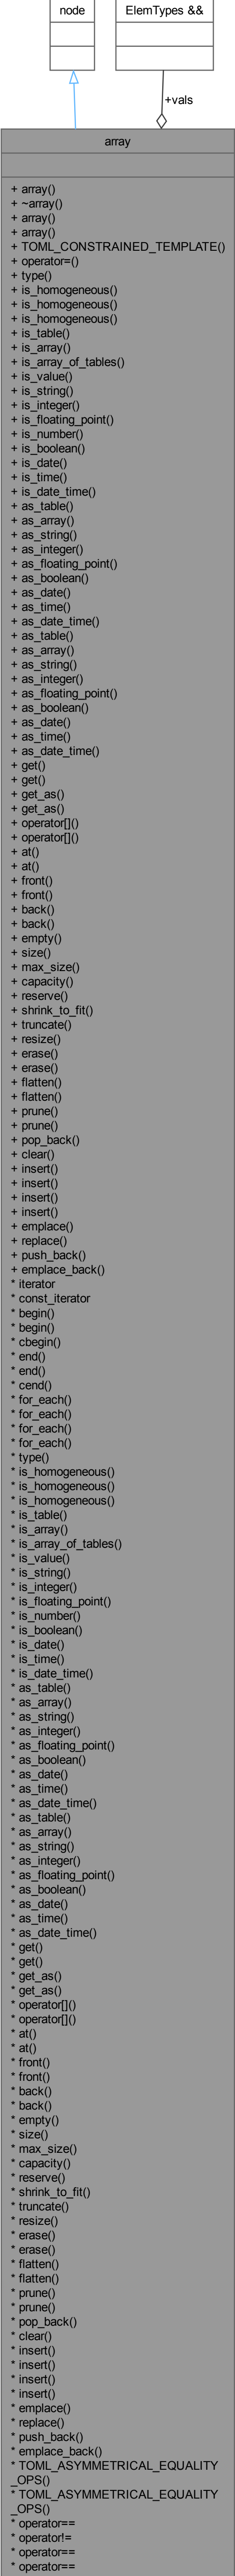 node
ElemTypes &&
+vals
array
+ array()
+ ~array()
+ array()
+ array()
+ TOML_CONSTRAINED_TEMPLATE()
+ operator=()
+ type()
+ is_homogeneous()
+ is_homogeneous()
+ is_homogeneous()
+ is_table()
+ is_array()
+ is_array_of_tables()
+ is_value()
+ is_string()
+ is_integer()
+ is_floating_point()
+ is_number()
+ is_boolean()
+ is_date()
+ is_time()
+ is_date_time()
+ as_table()
+ as_array()
+ as_string()
+ as_integer()
+ as_floating_point()
+ as_boolean()
+ as_date()
+ as_time()
+ as_date_time()
+ as_table()
+ as_array()
+ as_string()
+ as_integer()
+ as_floating_point()
+ as_boolean()
+ as_date()
+ as_time()
+ as_date_time()
+ get()
+ get()
+ get_as()
+ get_as()
+ operator[]()
+ operator[]()
+ at()
+ at()
+ front()
+ front()
+ back()
+ back()
+ empty()
+ size()
+ max_size()
+ capacity()
+ reserve()
+ shrink_to_fit()
+ truncate()
+ resize()
+ erase()
+ erase()
+ flatten()
+ flatten()
+ prune()
+ prune()
+ pop_back()
+ clear()
+ insert()
+ insert()
+ insert()
+ insert()
+ emplace()
+ replace()
+ push_back()
+ emplace_back()
* iterator
* const_iterator
* begin()
* begin()
* cbegin()
* end()
* end()
* cend()
* for_each()
* for_each()
* for_each()
* for_each()
* type()
* is_homogeneous()
* is_homogeneous()
* is_homogeneous()
* is_table()
* is_array()
* is_array_of_tables()
* is_value()
* is_string()
* is_integer()
* is_floating_point()
* is_number()
* is_boolean()
* is_date()
* is_time()
* is_date_time()
* as_table()
* as_array()
* as_string()
* as_integer()
* as_floating_point()
* as_boolean()
* as_date()
* as_time()
* as_date_time()
* as_table()
* as_array()
* as_string()
* as_integer()
* as_floating_point()
* as_boolean()
* as_date()
* as_time()
* as_date_time()
* get()
* get()
* get_as()
* get_as()
* operator[]()
* operator[]()
* at()
* at()
* front()
* front()
* back()
* back()
* empty()
* size()
* max_size()
* capacity()
* reserve()
* shrink_to_fit()
* truncate()
* resize()
* erase()
* erase()
* flatten()
* flatten()
* prune()
* prune()
* pop_back()
* clear()
* insert()
* insert()
* insert()
* insert()
* emplace()
* replace()
* push_back()
* emplace_back()
* TOML_ASYMMETRICAL_EQUALITY
_OPS()
* TOML_ASYMMETRICAL_EQUALITY
_OPS()
* operator==
* operator!=
* operator==
* operator==